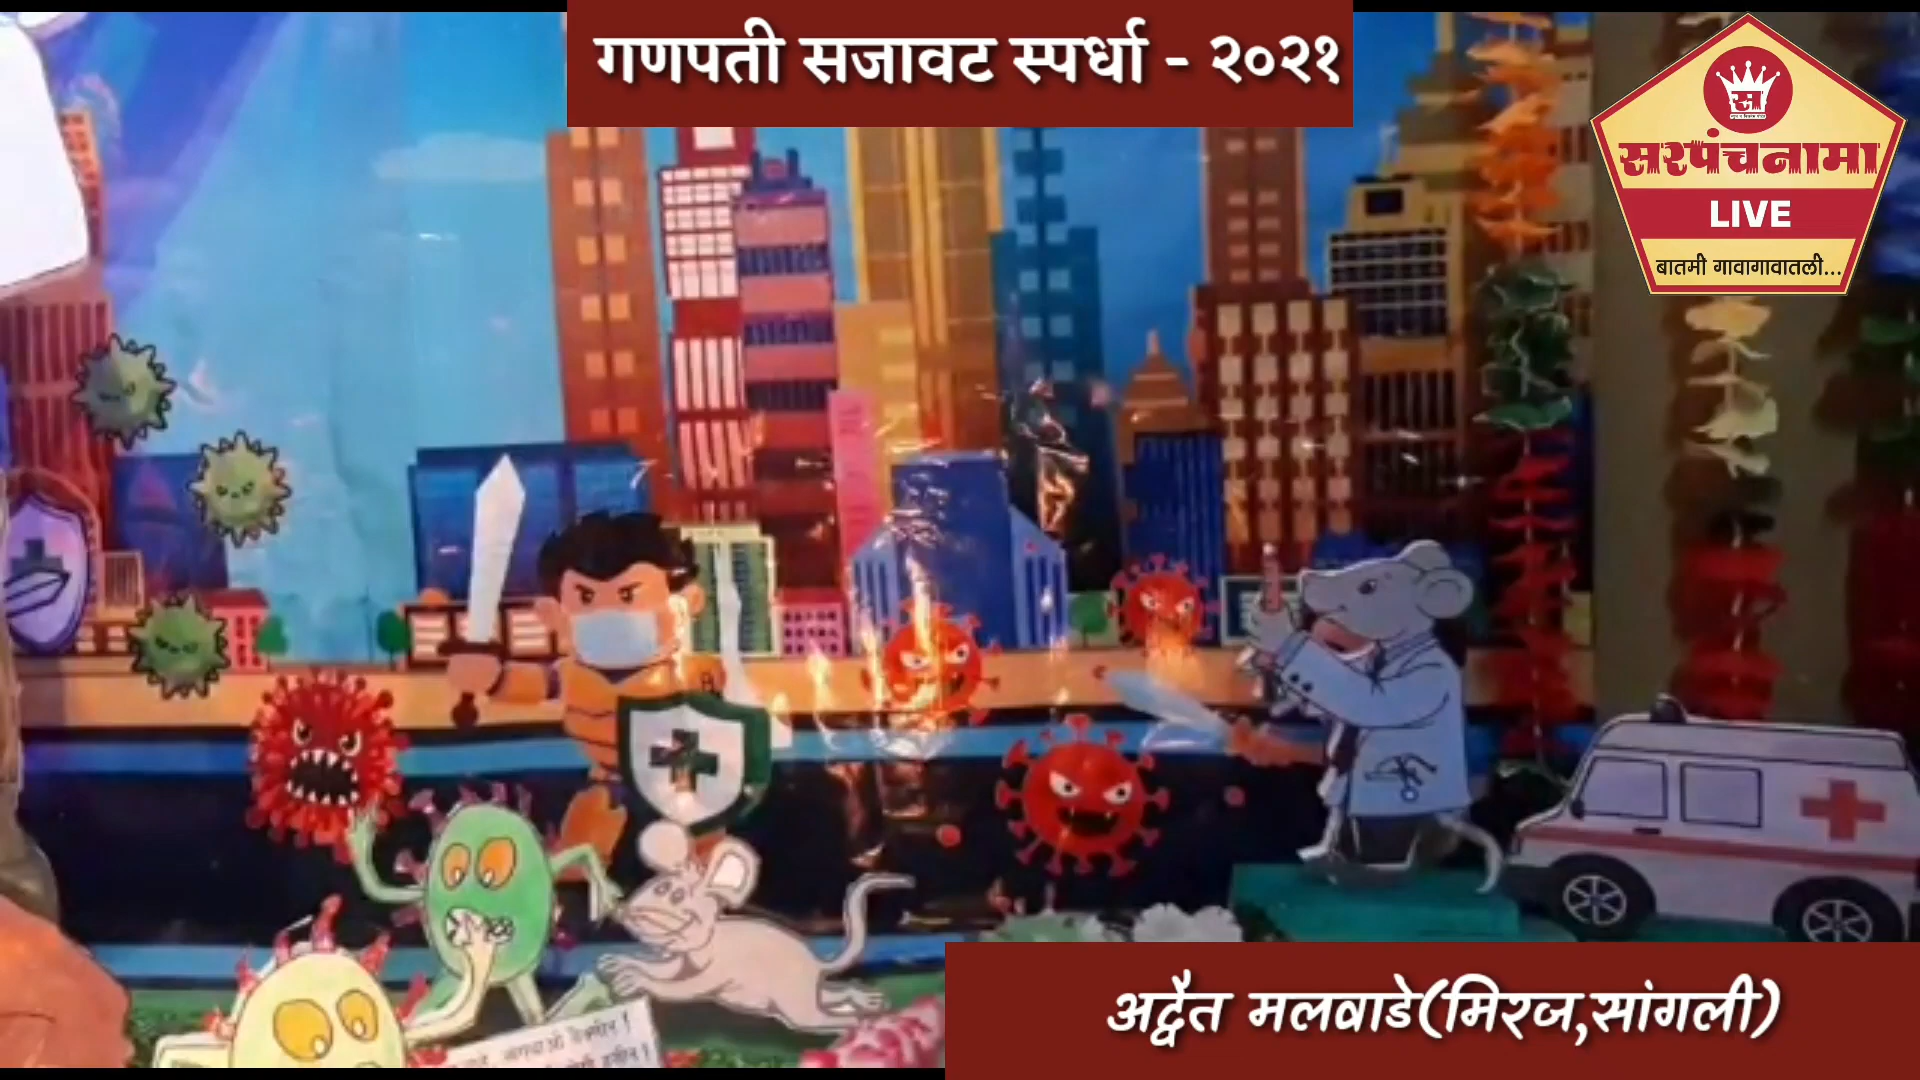 गणपती सजावट स्पर्धा - २०२१
स
सरपंचनामा
LIVE
बातमी गावागावातली...
अद्वैत मलवाडे(मिरज,सांगली)